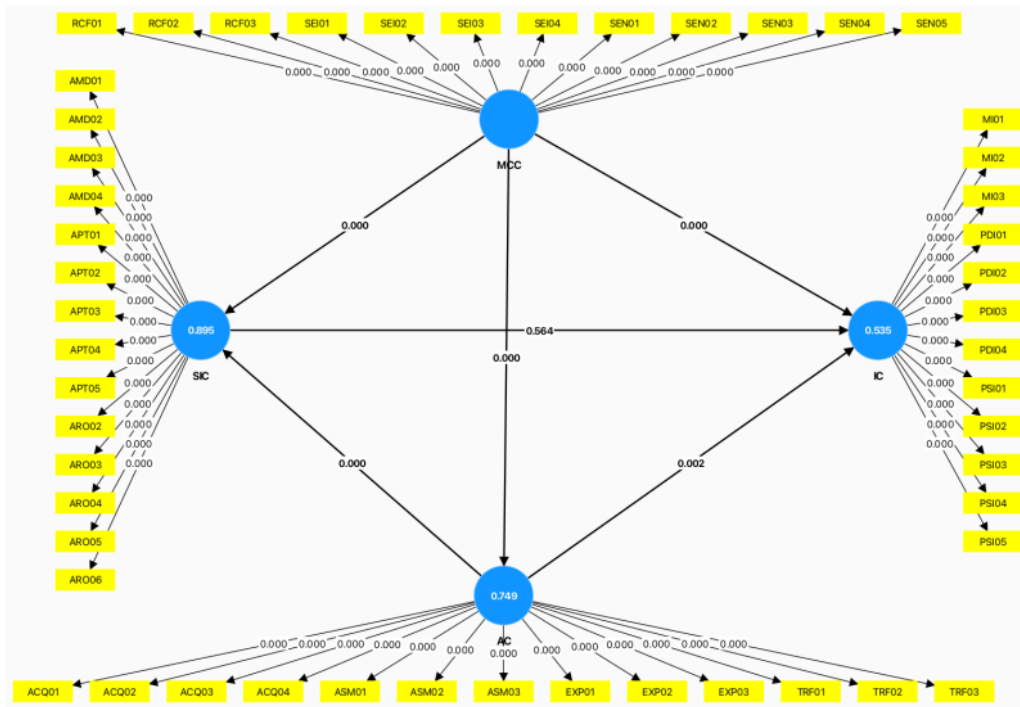 RCF01 RCF02 RCF03 SEI01 SEI02 SEI03 SEI04 SEN01 SEN02 SEN03 SEN04 SEN05
0.000 0.000 0.000 0.000 0.000 0.000 0.000 0.000 0.000 0.000 0.000 0.000
MCC
AMD01
AMD02
AMD03
AMD04
APT01
APT02
APT03
APT04
APT05
ARO02
ARO03
ARO04
ARO05
ARO06
0.000
0.000
0.000
0.000
0.000
0.000
0.000
0.000
0.000
0.000
0.000
0.000
0.000
0.000
0.895
SIC
0.000
0.000
0.564
0.000
0.000
0.002
MI01
MI02
MI03
PDI01
PDI02
PDI03
PDI04
PSI01
PSI02
PSI03
PSI04
PSI05
0.000
0.000
0.000
0.000
0.000
0.000
0.000
0.000
0.000
0.000
0.000
0.000
0.535
IC
0.749
AC
0.000 0.000 0.000 0.000 0.000 0.000 0.000 0.000 0.000 0.000 0.000 0.000 0.000
ACQ01 ACQ02 ACQ03 ACQ04 ASM01 ASM02 ASM03 EXP01 EXP02 EXP03 TRF01 TRF02 TRF03